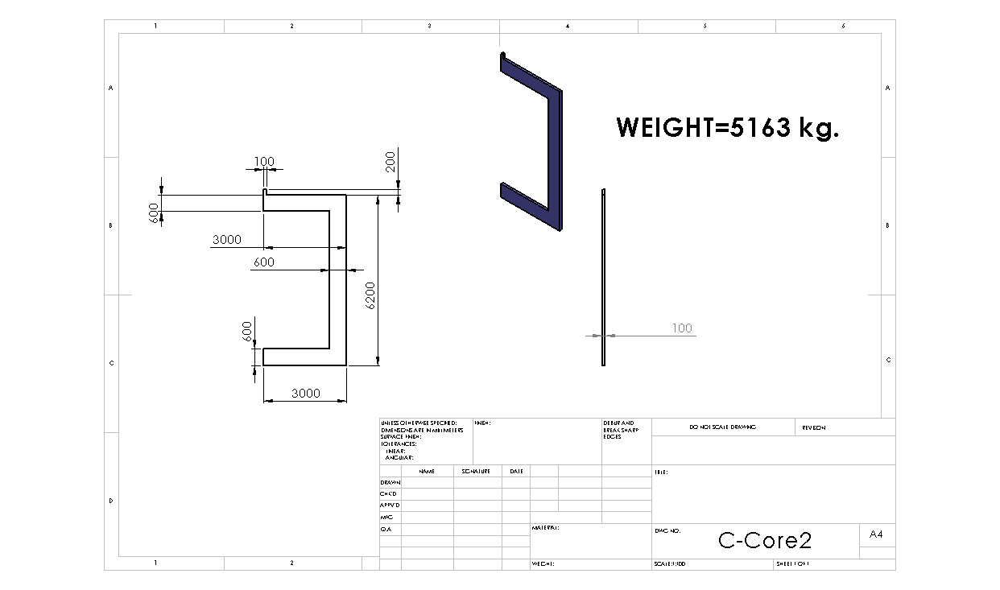 1 2 3 4 5 6
A A
WEIGHT=5163 kg.
100
200
600
B B
3000
600
6200
600
100
C C
3000
UNLESS OTHERWISE SPECIFIED:
DIMENSIONS ARE IN MILLIMETERS
SURFACE FINISH:
TOLERANCES:
LINEAR:
ANGULAR:
FINISH:
DEBUR AND
BREAK SHARP
EDGES
DO NOT SCALE DRAWING
REVISION
NAME SIGNATURE DATE
TITLE:
DRAWN
CHK'D
APPV'D
MFG
Q.A
D
MATERIAL:
DWG NO.
C-Core2
A4
WEIGHT:
SCALE:1:100
SHEET 1 OF 1
1 2